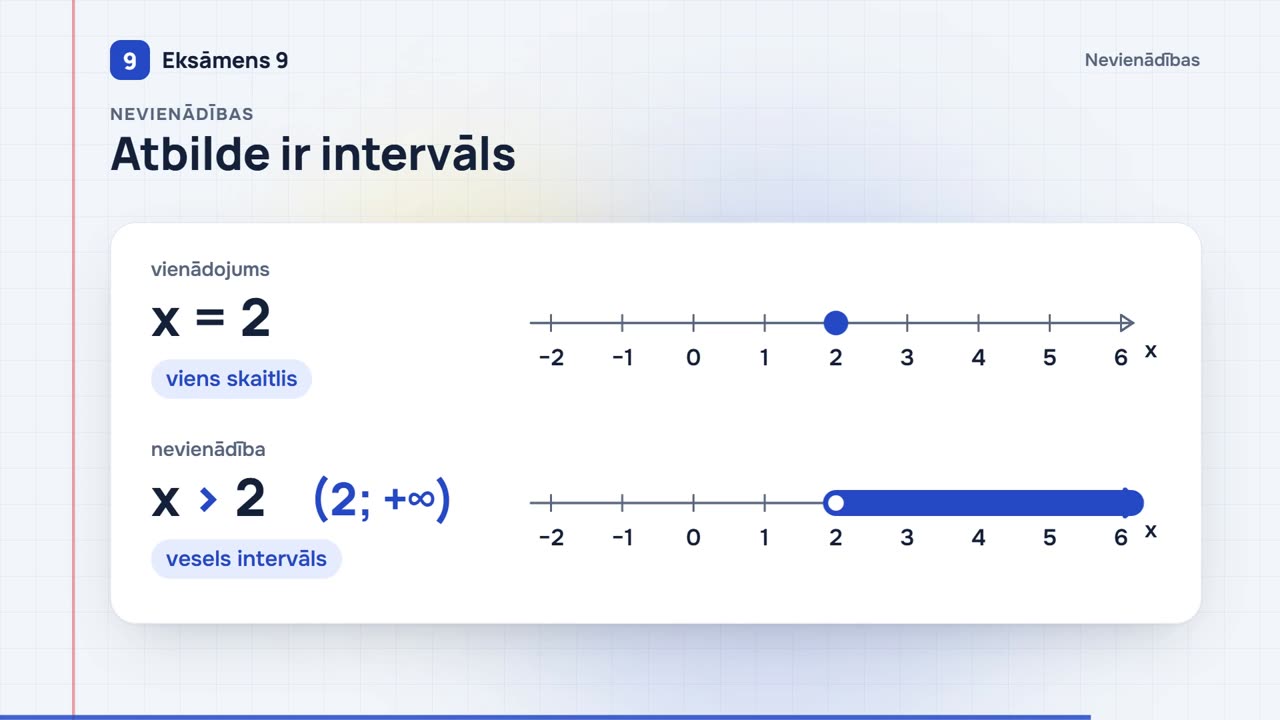 9 Eksāmens 9
Nevienādības
NEVIENĀDĪBAS
Atbilde ir intervāls
vienādojums
x = 2
viens skaitlis
−2 −1 0 1 2 3 4 5 6 x
nevienādība
x > 2 (2; +∞)
vesels intervāls
−2 −1 0 1 2 3 4 5 6 x